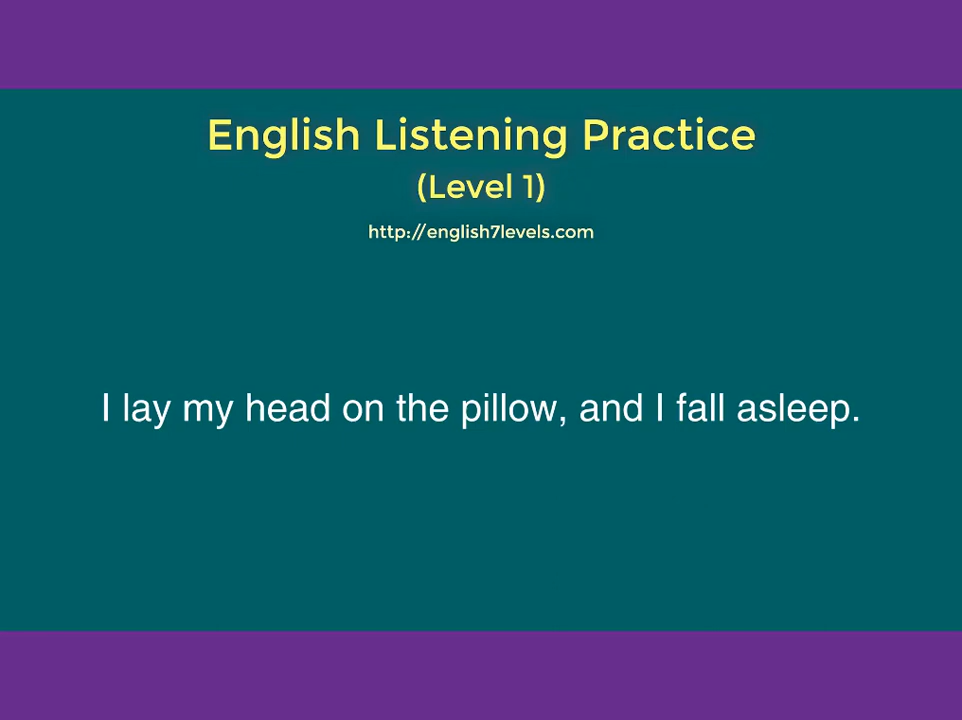 English Listening Practice
(Level 1)
http://english7levels.com
I lay my head on the pillow, and I fall asleep.